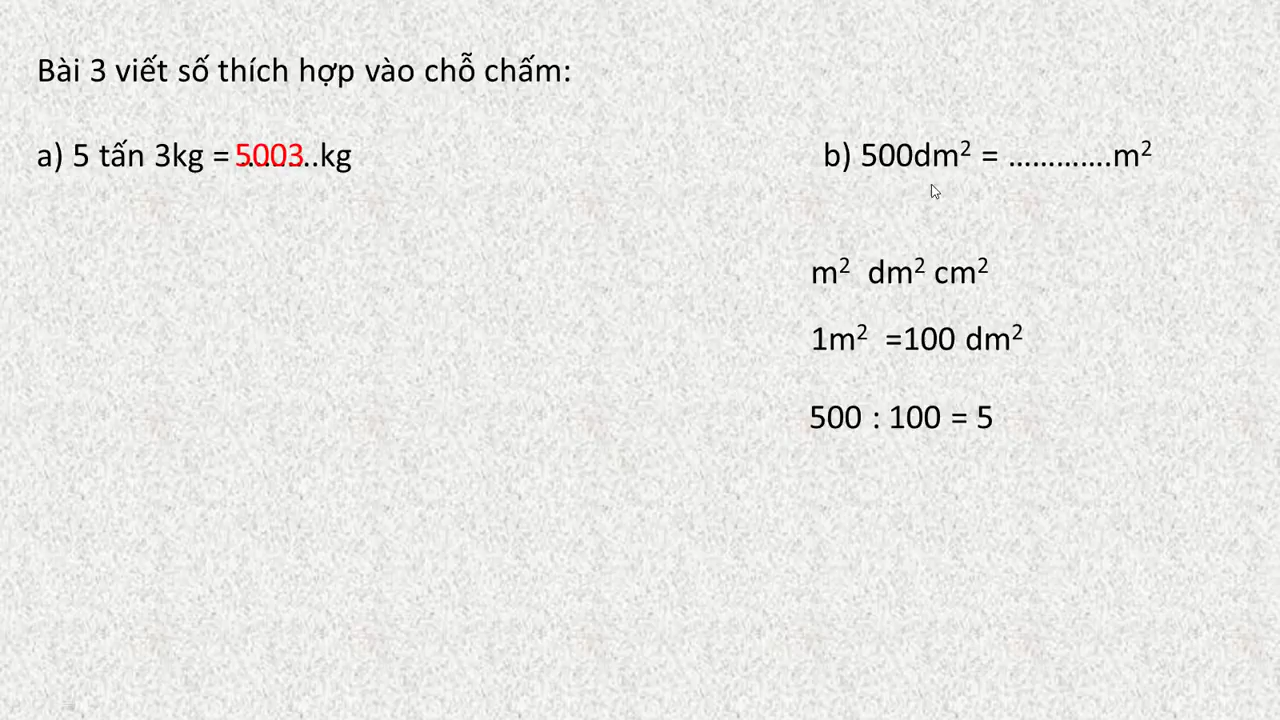 Bài 3 viết số thích hợp vào chỗ chấm:
a) 5 tấn 3kg = 5003........kg
b) 500dm² = .............m²
m² dm² cm²
1m² =100 dm²
500 : 100 = 5